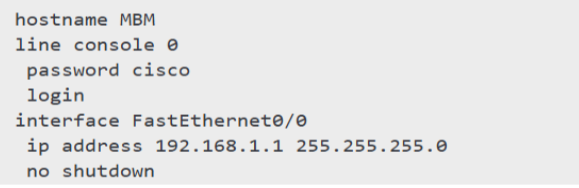 hostname MBM
line console 0
 password cisco
 login
interface FastEthernet0/0
 ip address 192.168.1.1 255.255.255.0
 no shutdown